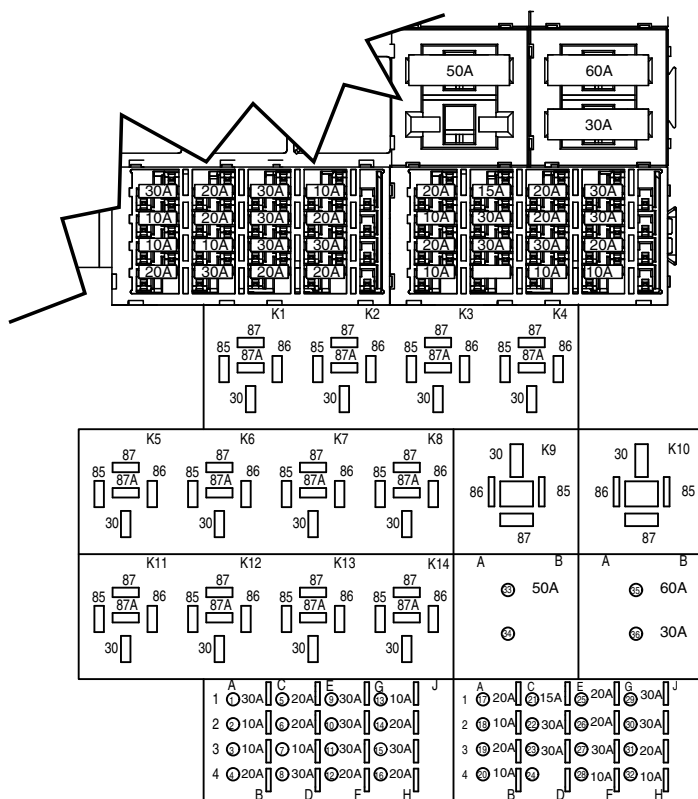 50A 60A
30A
30A 20A 30A 10A 20A 15A 20A 30A
10A 20A 10A 20A 10A 30A 20A 30A
10A 10A 30A 30A 20A 30A 30A 20A
20A 30A 20A 20A 10A 10A 10A
K1 K2 K3 K4
87 87 87 87
85 87A 86 85 87A 86 85 87A 86 85 87A 86
30 30 30 30
K5 K6 K7 K8 K9 K10
87 87 87 87 30 30
85 87A 86 85 87A 86 85 87A 86 85 87A 86 86 85 86 85
30 30 30 30 87 87
K11 K12 K13 K14 A B A B
87 87 87 87 33 50A 35 60A
85 87A 86 85 87A 86 85 87A 86 85 87A 86
30 30 30 30 34 36 30A
A C E G J A C E G J
1 1 30A 5 20A 9 30A 13 10A 1 17 20A 21 15A 25 20A 29 30A
2 2 10A 6 20A 10 30A 14 20A 2 18 10A 22 30A 26 20A 30 30A
3 3 10A 7 10A 11 30A 15 30A 3 19 20A 23 30A 27 30A 31 20A
4 4 20A 8 30A 12 20A 16 20A 4 20 10A 24 28 10A 32 10A
B D F H B D F H